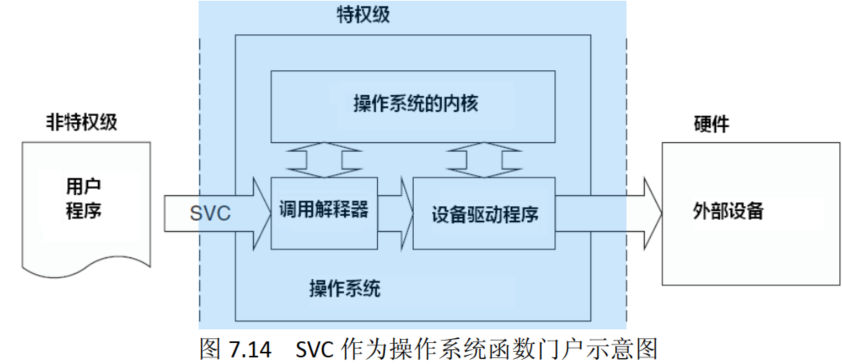 特权级
操作系统的内核
非特权级
硬件
用户
程序
SVC
调用解释器
设备驱动程序
外部设备
操作系统
图 7.14 SVC 作为操作系统函数门户示意图